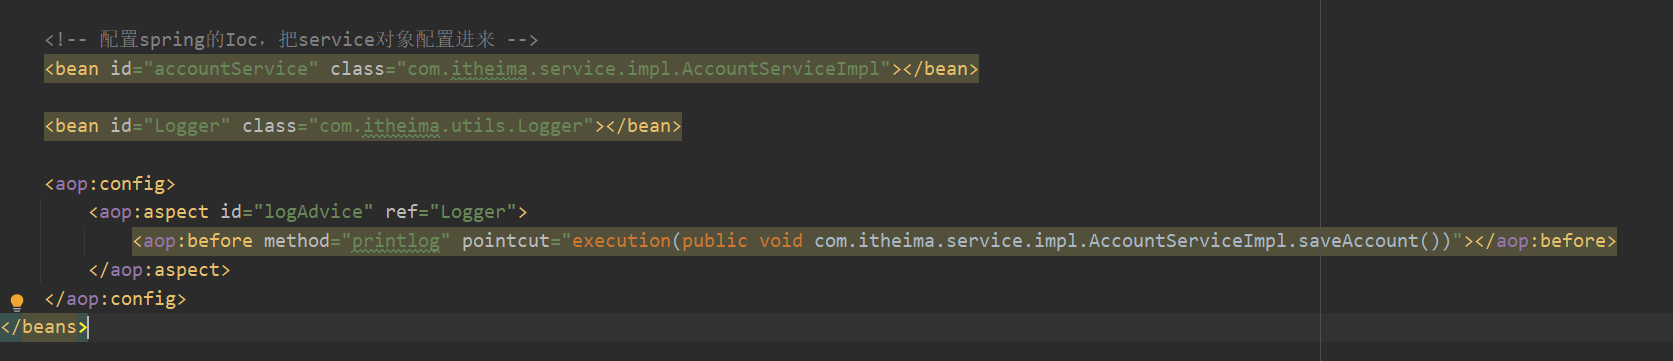 <!-- 配置spring的Ioc，把service对象配置进来 -->
<bean id="accountService" class="com.itheima.service.impl.AccountServiceImpl"></bean>
<bean id="Logger" class="com.itheima.utils.Logger"></bean>
<aop:config>
<aop:aspect id="logAdvice" ref="Logger">
<aop:before method="printlog" pointcut="execution(public void com.itheima.service.impl.AccountServiceImpl.saveAccount())"></aop:before>
</aop:aspect>
</aop:config>
</beans>